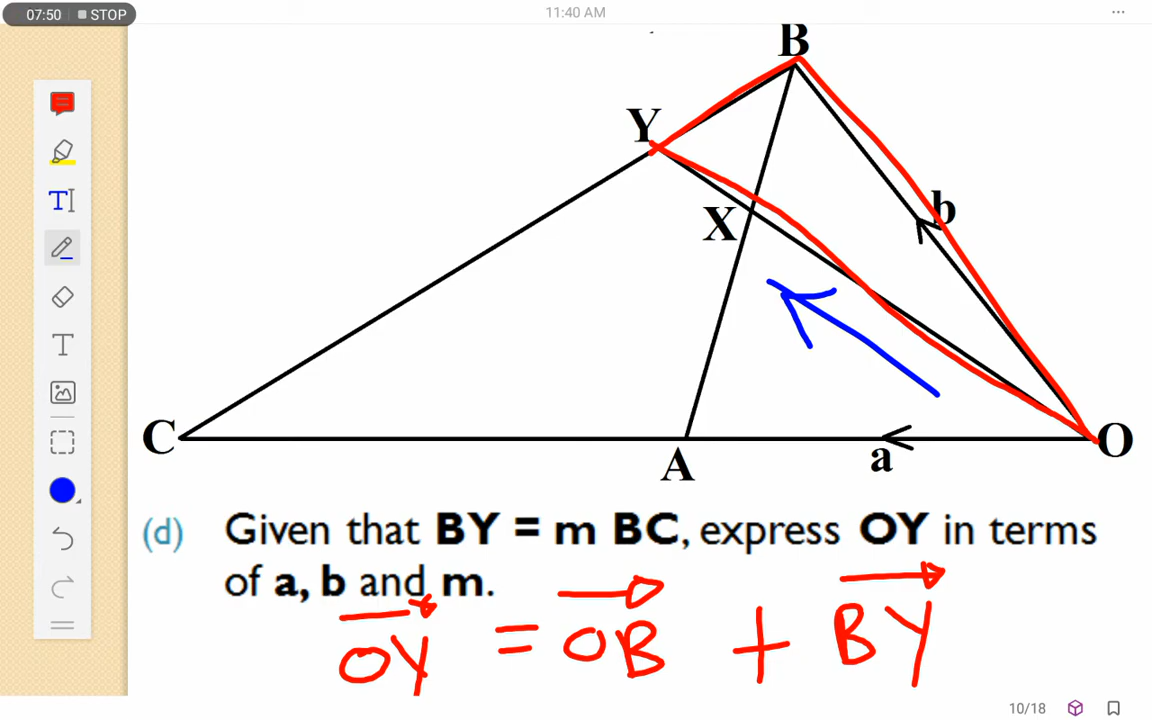 07:50 STOP
11:40 AM
B
Y
b
X
C
A
a
O
(d) Given that BY = m BC, express OY in terms
of a, b and m.
OY = OB + BY
10/18